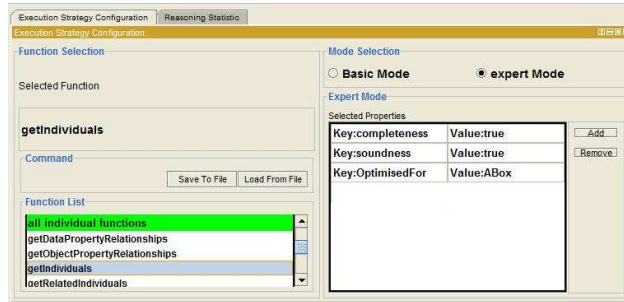 Execution Strategy Configuration
Reasoning Statistic
Execution Strategy Configuration:
Function Selection
Selected Function
getIndividuals
Command
Save To File
Load From File
Function List
all individual functions
getDataPropertyRelationships
getObjectPropertyRelationships
getIndividuals
getRelatedIndividuals
Mode Selection
Basic Mode
expert Mode
Expert Mode
Selected Properties
Key:completeness Value:true
Key:soundness Value:true
Key:OptimisedFor Value:ABox
Add
Remove